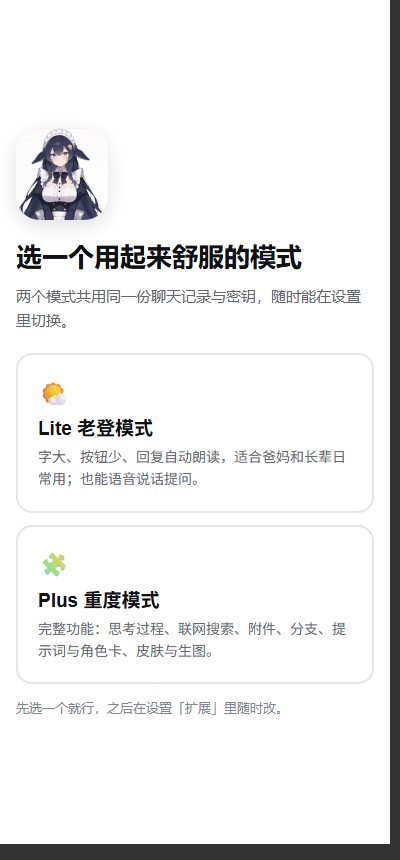 选一个用起来舒服的模式
两个模式共用同一份聊天记录与密钥，随时能在设置
里切换。
Lite 老登模式
字大、按钮少、回复自动朗读，适合爸妈和长辈日
常用；也能语音说话提问。
Plus 重度模式
完整功能：思考过程、联网搜索、附件、分支、提
示词与角色卡、皮肤与生图。
先选一个就行，之后在设置「扩展」里随时改。